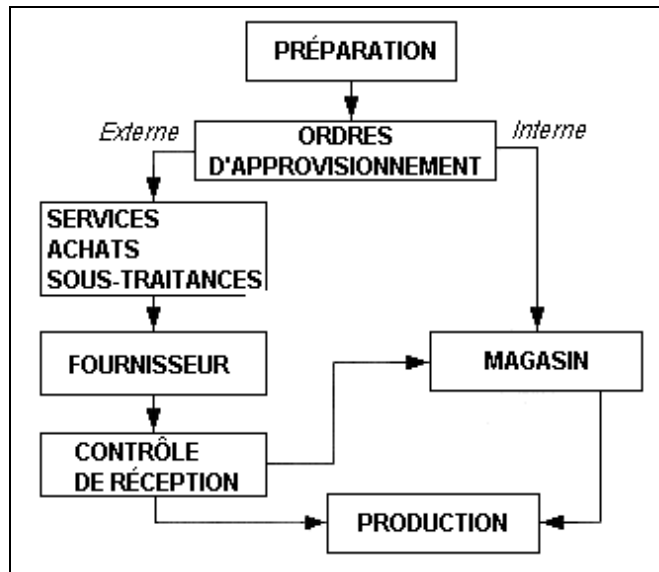 PRÉPARATION
Externe
ORDRES
D'APPROVISIONNEMENT
Interne
SERVICES
ACHATS
SOUS-TRAITANCES
FOURNISSEUR
MAGASIN
CONTRÔLE
DE RÉCEPTION
PRODUCTION